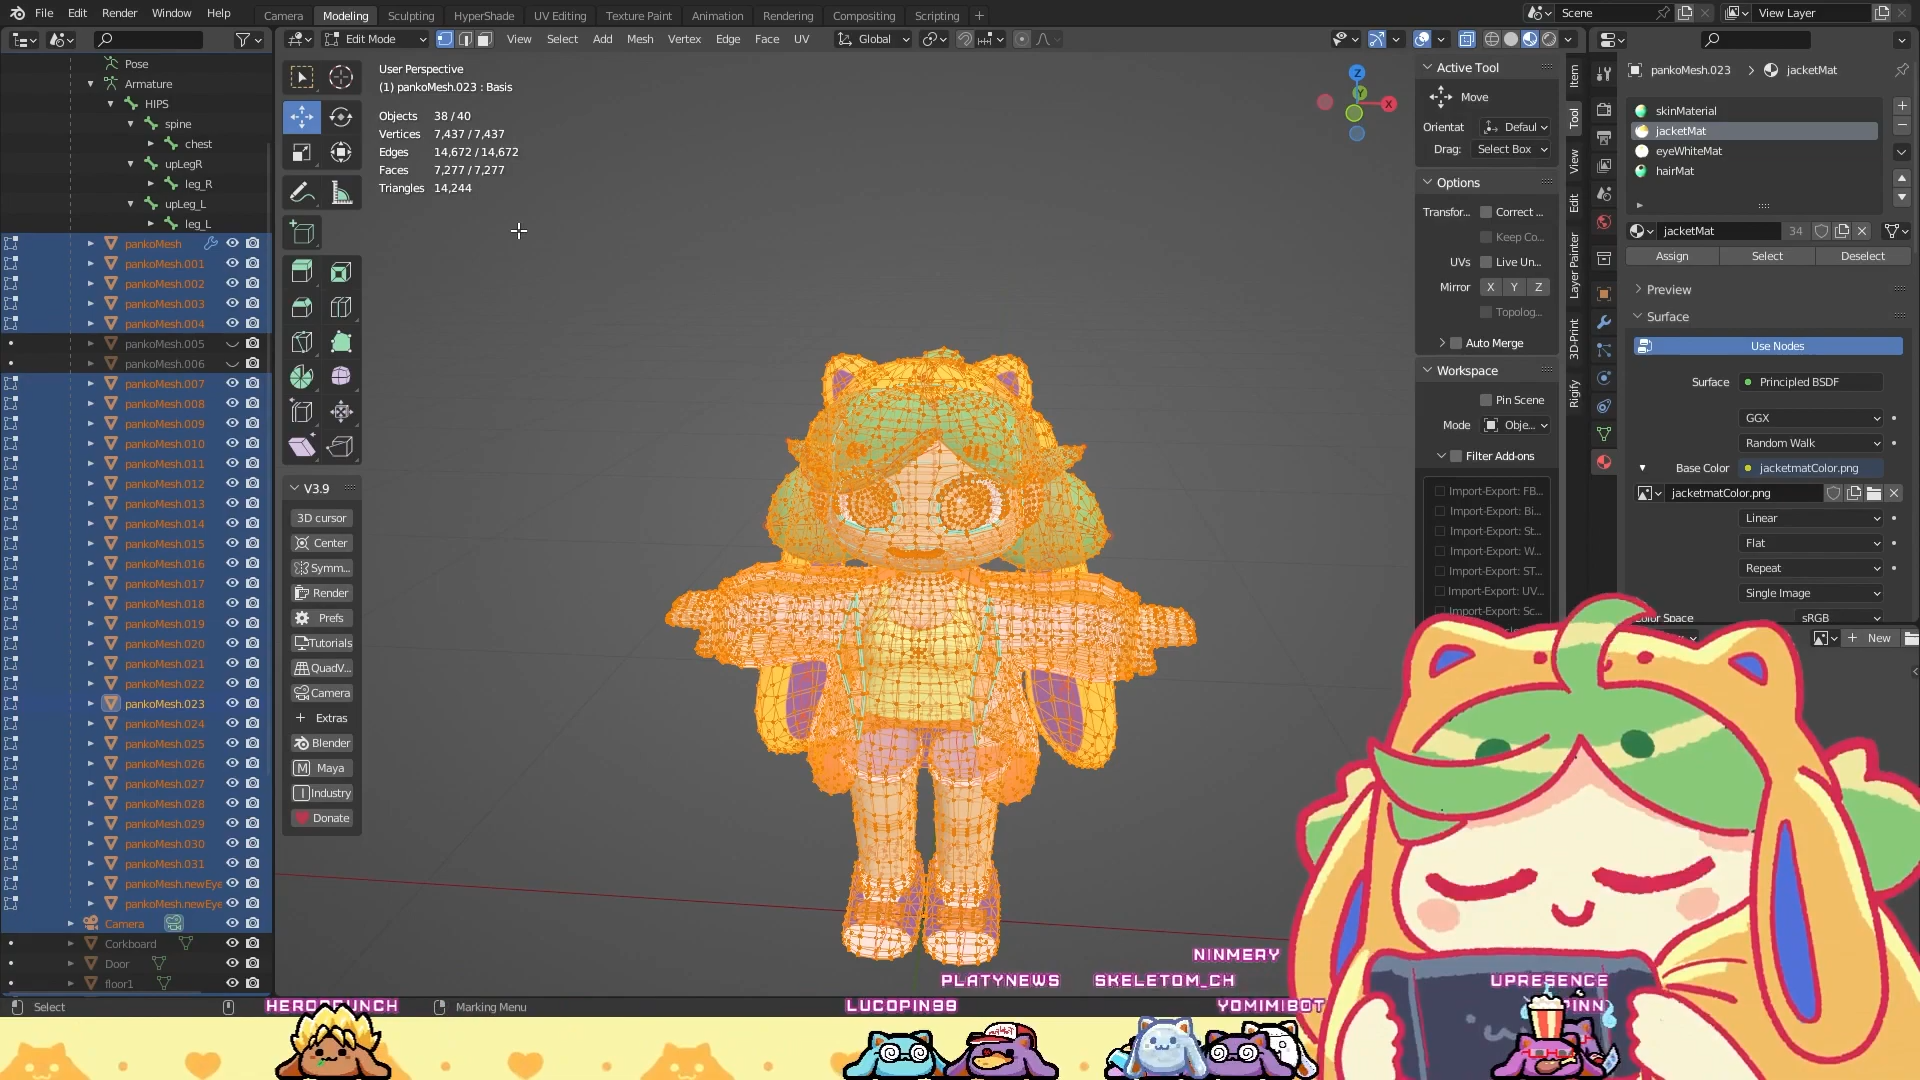 File Edit Render Window Help
Camera Modeling Sculpting HyperShade UV Editing Texture Paint Animation Rendering Compositing Scripting +
Scene View Layer
Edit Mode View Select Add Mesh Vertex Edge Face UV Global
Pose
Armature
HIPS
spine
chest
upLegR
leg_R
upLeg_L
leg_L
pankoMesh
pankoMesh.001
pankoMesh.002
pankoMesh.003
pankoMesh.004
pankoMesh.005
pankoMesh.006
pankoMesh.007
pankoMesh.008
pankoMesh.009
pankoMesh.010
pankoMesh.011
pankoMesh.012
pankoMesh.013
pankoMesh.014
pankoMesh.015
pankoMesh.016
pankoMesh.017
pankoMesh.018
pankoMesh.019
pankoMesh.020
pankoMesh.021
pankoMesh.022
pankoMesh.023
pankoMesh.024
pankoMesh.025
pankoMesh.026
pankoMesh.027
pankoMesh.028
pankoMesh.029
pankoMesh.030
pankoMesh.031
pankoMesh.newEye
pankoMesh.newEye
Camera
Corkboard
Door
floor1
User Perspective
(1) pankoMesh.023 : Basis
Objects 38 / 40
Vertices 7,437 / 7,437
Edges 14,672 / 14,672
Faces 7,277 / 7,277
Triangles 14,244
V3.9
3D cursor
Center
Symm...
Render
Prefs
Tutorials
QuadV...
Camera
+ Extras
Blender
M Maya
I Industry
Donate
Z
Y
X
Active Tool
Move
Orientat Defaul
Drag: Select Box
Options
Transfor... Correct ...
Keep Co...
UVs Live Un...
Mirror X Y Z
Topolog...
Auto Merge
Workspace
Pin Scene
Mode Obje...
Filter Add-ons
Import-Export: FB...
Import-Export: Bi...
Import-Export: St...
Import-Export: W...
Import-Export: ST...
Import-Export: UV...
Import-Export: Sc...
Item
Tool
View
Edit
Layer Painter
3D-Print
Rigify
pankoMesh.023 > jacketMat
skinMaterial
jacketMat
eyeWhiteMat
hairMat
jacketMat 34
Assign Select Deselect
Preview
Surface
Use Nodes
Surface Principled BSDF
GGX
Random Walk
Base Color jacketmatColor.png
jacketmatColor.png
Linear
Flat
Repeat
Single Image
Color Space sRGB
+ New
Select Marking Menu
NINMERY
PLATYNEWS SKELETOM_CH UPRESENCE
LUCOPIN99 YOMIMIBOT